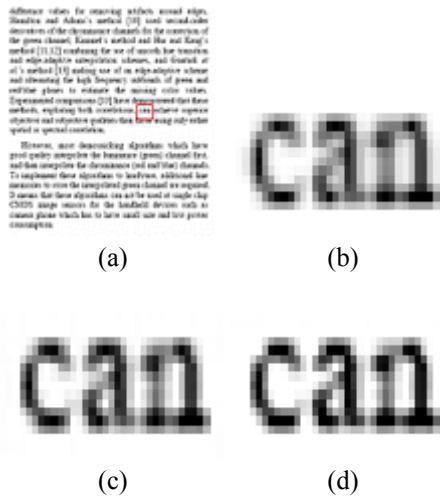 difference values for removing artifacts around edges,
Hamilton and Adams's method used second-order
derivatives of the chrominance channels for the correction of
the green channel, Kimmel's method and and Kang's
method [11,12] combining the use of smooth hue transition
and edge-adaptive interpolation schemes, and Gunturk et
al.'s method [13] making use of an edge-adaptive scheme
and the high frequency subbands of green and
red/blue planes to estimate the missing color values.
Experimental comparisons have demonstrated that these
methods, exploiting both correlations, can achieve superior
objective and subjective qualities than using only either
spatial or spectral correlation.
However, most demosaicking algorithms which have
good quality interpolate the luminance (green) channel first,
and then interpolate the chrominance (red and blue) channels.
To implement these algorithms to hardware, additional line
memories to store the interpolated green channel are required.
It means that these algorithms can not be used at single chip
CMOS image sensors for the handheld devices such as
camera phone which has to have small size and low power
consumption.
(a)
can
(b)
can
(c)
can
(d)